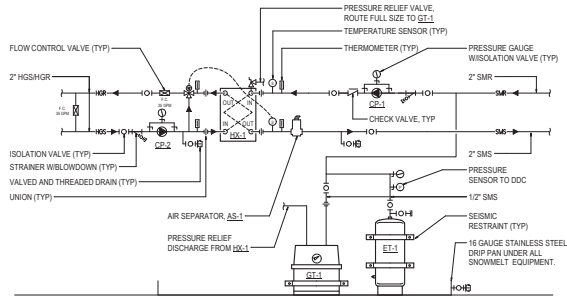 PRESSURE RELIEF VALVE,
ROUTE FULL SIZE TO GT-1
TEMPERATURE SENSOR (TYP)
FLOW CONTROL VALVE (TYP)
THERMOMETER (TYP)
PRESSURE GAUGE
W/ISOLATION VALVE (TYP)
2" HGS/HGR
2" SMR
HGR
F.C.
35 GPM
OUT
IN
SMR
CP-1
F.C.
35 GPM
CHECK VALVE, TYP
IN
OUT
HGS
HX-1
SMS
CP-2
ISOLATION VALVE (TYP)
STRAINER W/BLOWDOWN (TYP)
VALVED AND THREADED DRAIN (TYP)
UNION (TYP)
2" SMS
PRESSURE
SENSOR TO DDC
1/2" SMS
AIR SEPARATOR, AS-1
SEISMIC
RESTRAINT (TYP)
PRESSURE RELIEF
DISCHARGE FROM HX-1
ET-1
16 GAUGE STAINLESS STEEL
DRIP PAN UNDER ALL
SNOWMELT EQUIPMENT.
GT-1